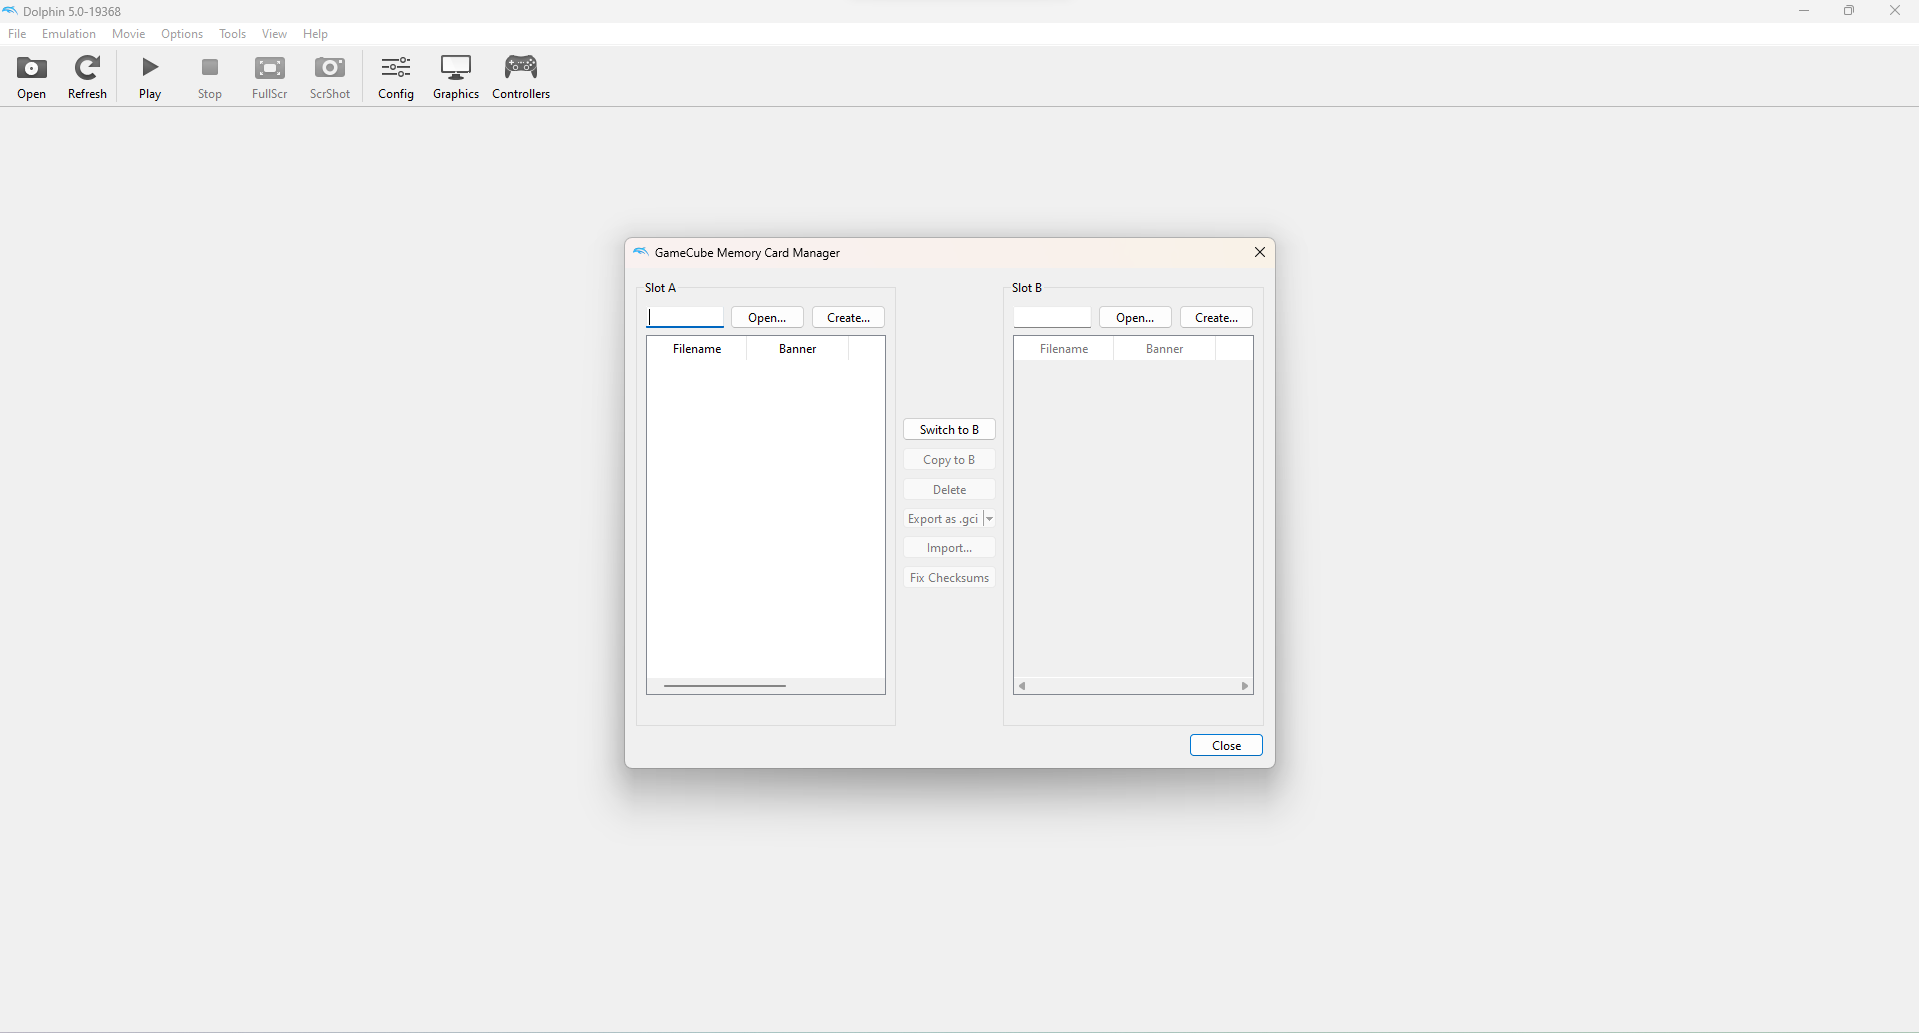 Dolphin 5.0-19368
File Emulation Movie Options Tools View Help
Open Refresh Play Stop FullScr ScrShot Config Graphics Controllers
GameCube Memory Card Manager
Slot A
Open... Create...
Filename Banner
Switch to B
Copy to B
Delete
Export as .gci
Import...
Fix Checksums
Slot B
Open... Create...
Filename Banner
Close